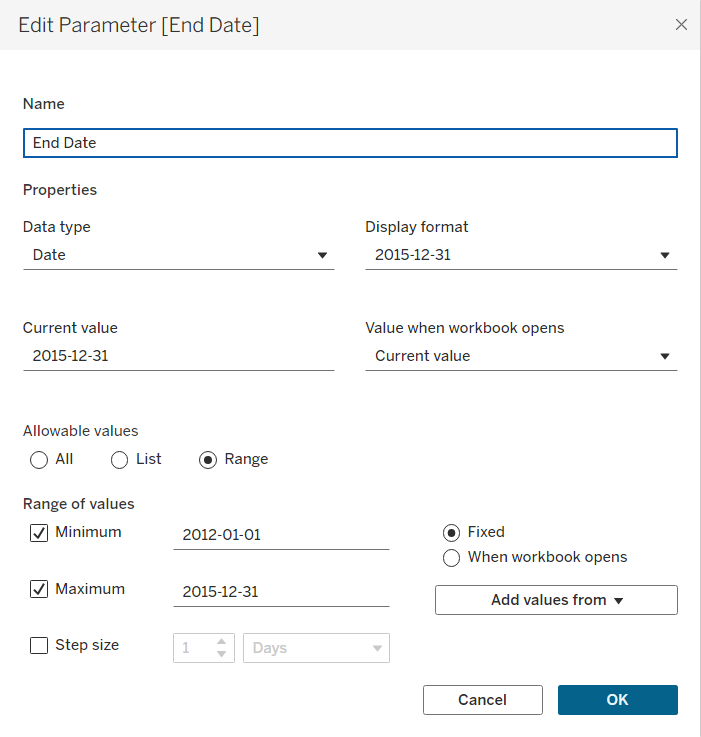 Edit Parameter [End Date]
Name
End Date
Properties
Data type
Display format
Date
2015-12-31
Current value
Value when workbook opens
2015-12-31
Current value
Allowable values
All
List
Range
Range of values
Minimum
2012-01-01
Fixed
When workbook opens
Maximum
2015-12-31
Add values from
Step size
1
Days
Cancel
OK